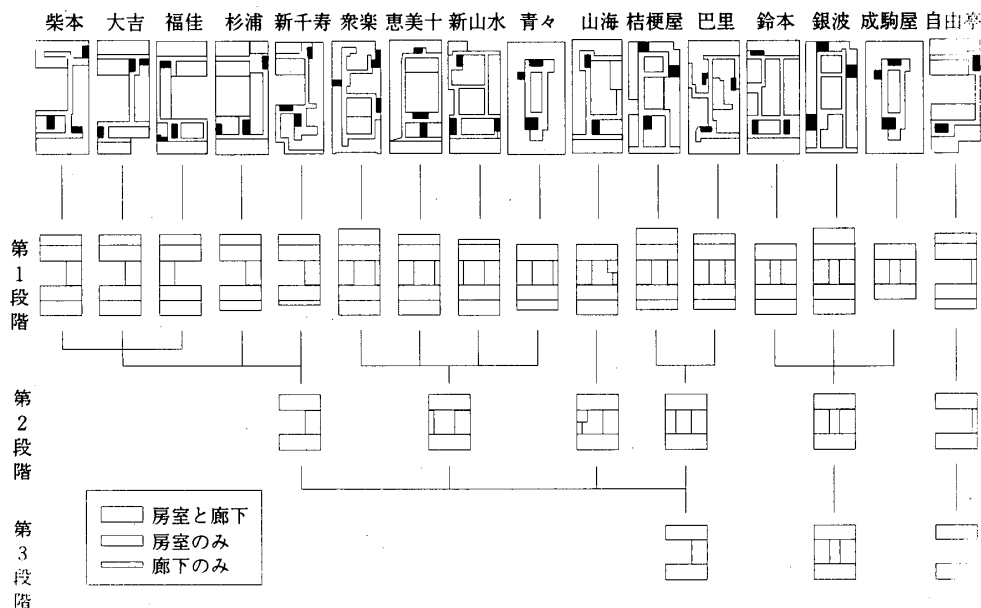 柴本 大吉 福佳 杉浦 新千寿 衆楽 恵美十 新山水 青々 山海 桔梗屋 巴里 鈴本 銀波 成駒屋 自由亭
第1段階
第2段階
第3段階
房室と廊下
房室のみ
廊下のみ